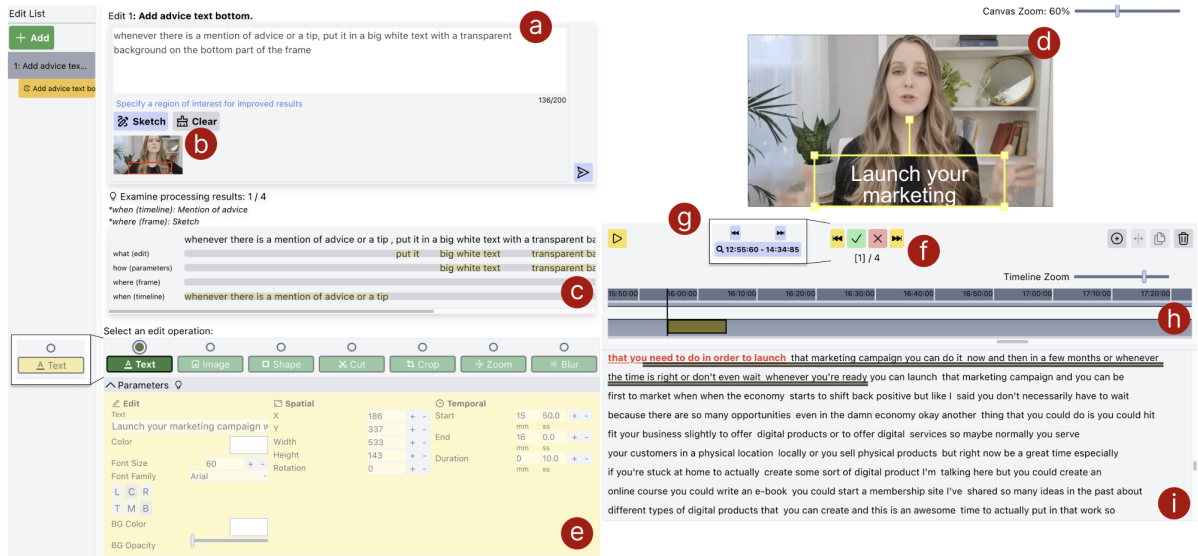 Edit List
+ Add
1: Add advice tex...
Add advice text bo
Edit 1: Add advice text bottom.
whenever there is a mention of advice or a tip, put it in a big white text with a transparent
background on the bottom part of the frame
a
Specify a region of interest for improved results
136/200
Sketch
Clear
b
Examine processing results: 1 / 4
*when (timeline): Mention of advice
*where (frame): Sketch
whenever there is a mention of advice or a tip , put it in a big white text with a transparent ba
what (edit)
put it
big white text
transparent ba
how (parameters)
big white text
transparent ba
where (frame)
when (timeline)
whenever there is a mention of advice or a tip
c
Select an edit operation:
Text
Text
Image
Shape
Cut
Crop
Zoom
Blur
Parameters
Edit
Text
Launch your marketing campaign w
Color
Font Size
60
+ -
Font Family
Arial
L C R
T M B
BG Color
BG Opacity
Spatial
X
186
+ -
Y
337
+ -
Width
533
+ -
Height
143
+ -
Rotation
0
+ -
Temporal
Start
15
50.0
+ -
mm
ss
End
16
0.0
+ -
mm
ss
Duration
0
10.0
+ -
mm
ss
e
Canvas Zoom: 60%
d
Launch your
marketing
g
12:55:60 - 14:34:85
f
[1] / 4
Timeline Zoom
15:50:00
16:00:00
16:10:00
16:20:00
16:30:00
16:40:00
16:50:00
17:00:00
17:10:00
17:20:00
h
that you need to do in order to launch that marketing campaign you can do it now and then in a few months or whenever
the time is right or don't even wait whenever you're ready you can launch that marketing campaign and you can be
first to market when when the economy starts to shift back positive but like I said you don't necessarily have to wait
because there are so many opportunities even in the damn economy okay another thing that you could do is you could hit
fit your business slightly to offer digital products or to offer digital services so maybe normally you serve
your customers in a physical location locally or you sell physical products but right now be a great time especially
if you're stuck at home to actually create some sort of digital product I'm talking here but you could create an
online course you could write an e-book you could start a membership site I've shared so many ideas in the past about
different types of digital products that you can create and this is an awesome time to actually put in that work so
i